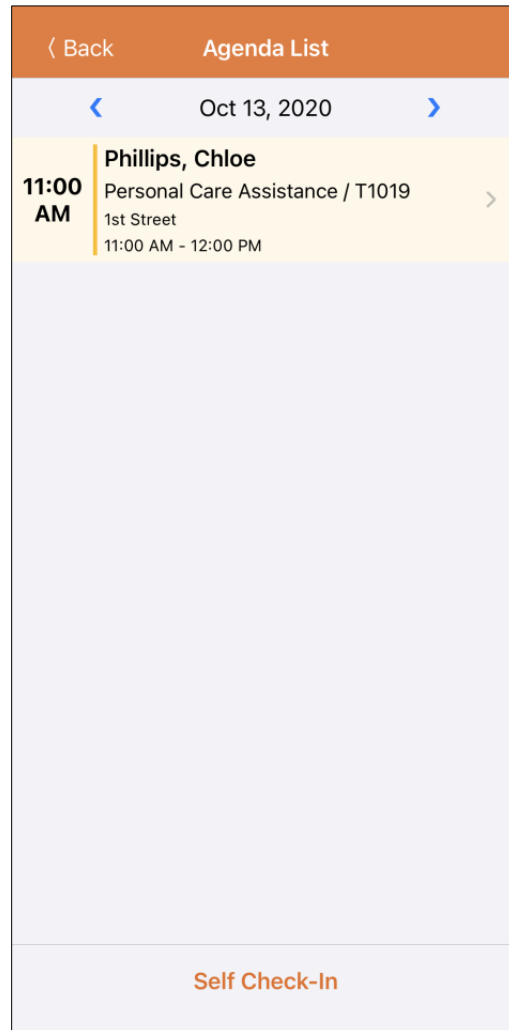 Back
Agenda List
Oct 13, 2020
11:00
AM
Phillips, Chloe
Personal Care Assistance / T1019
1st Street
11:00 AM - 12:00 PM
Self Check-In